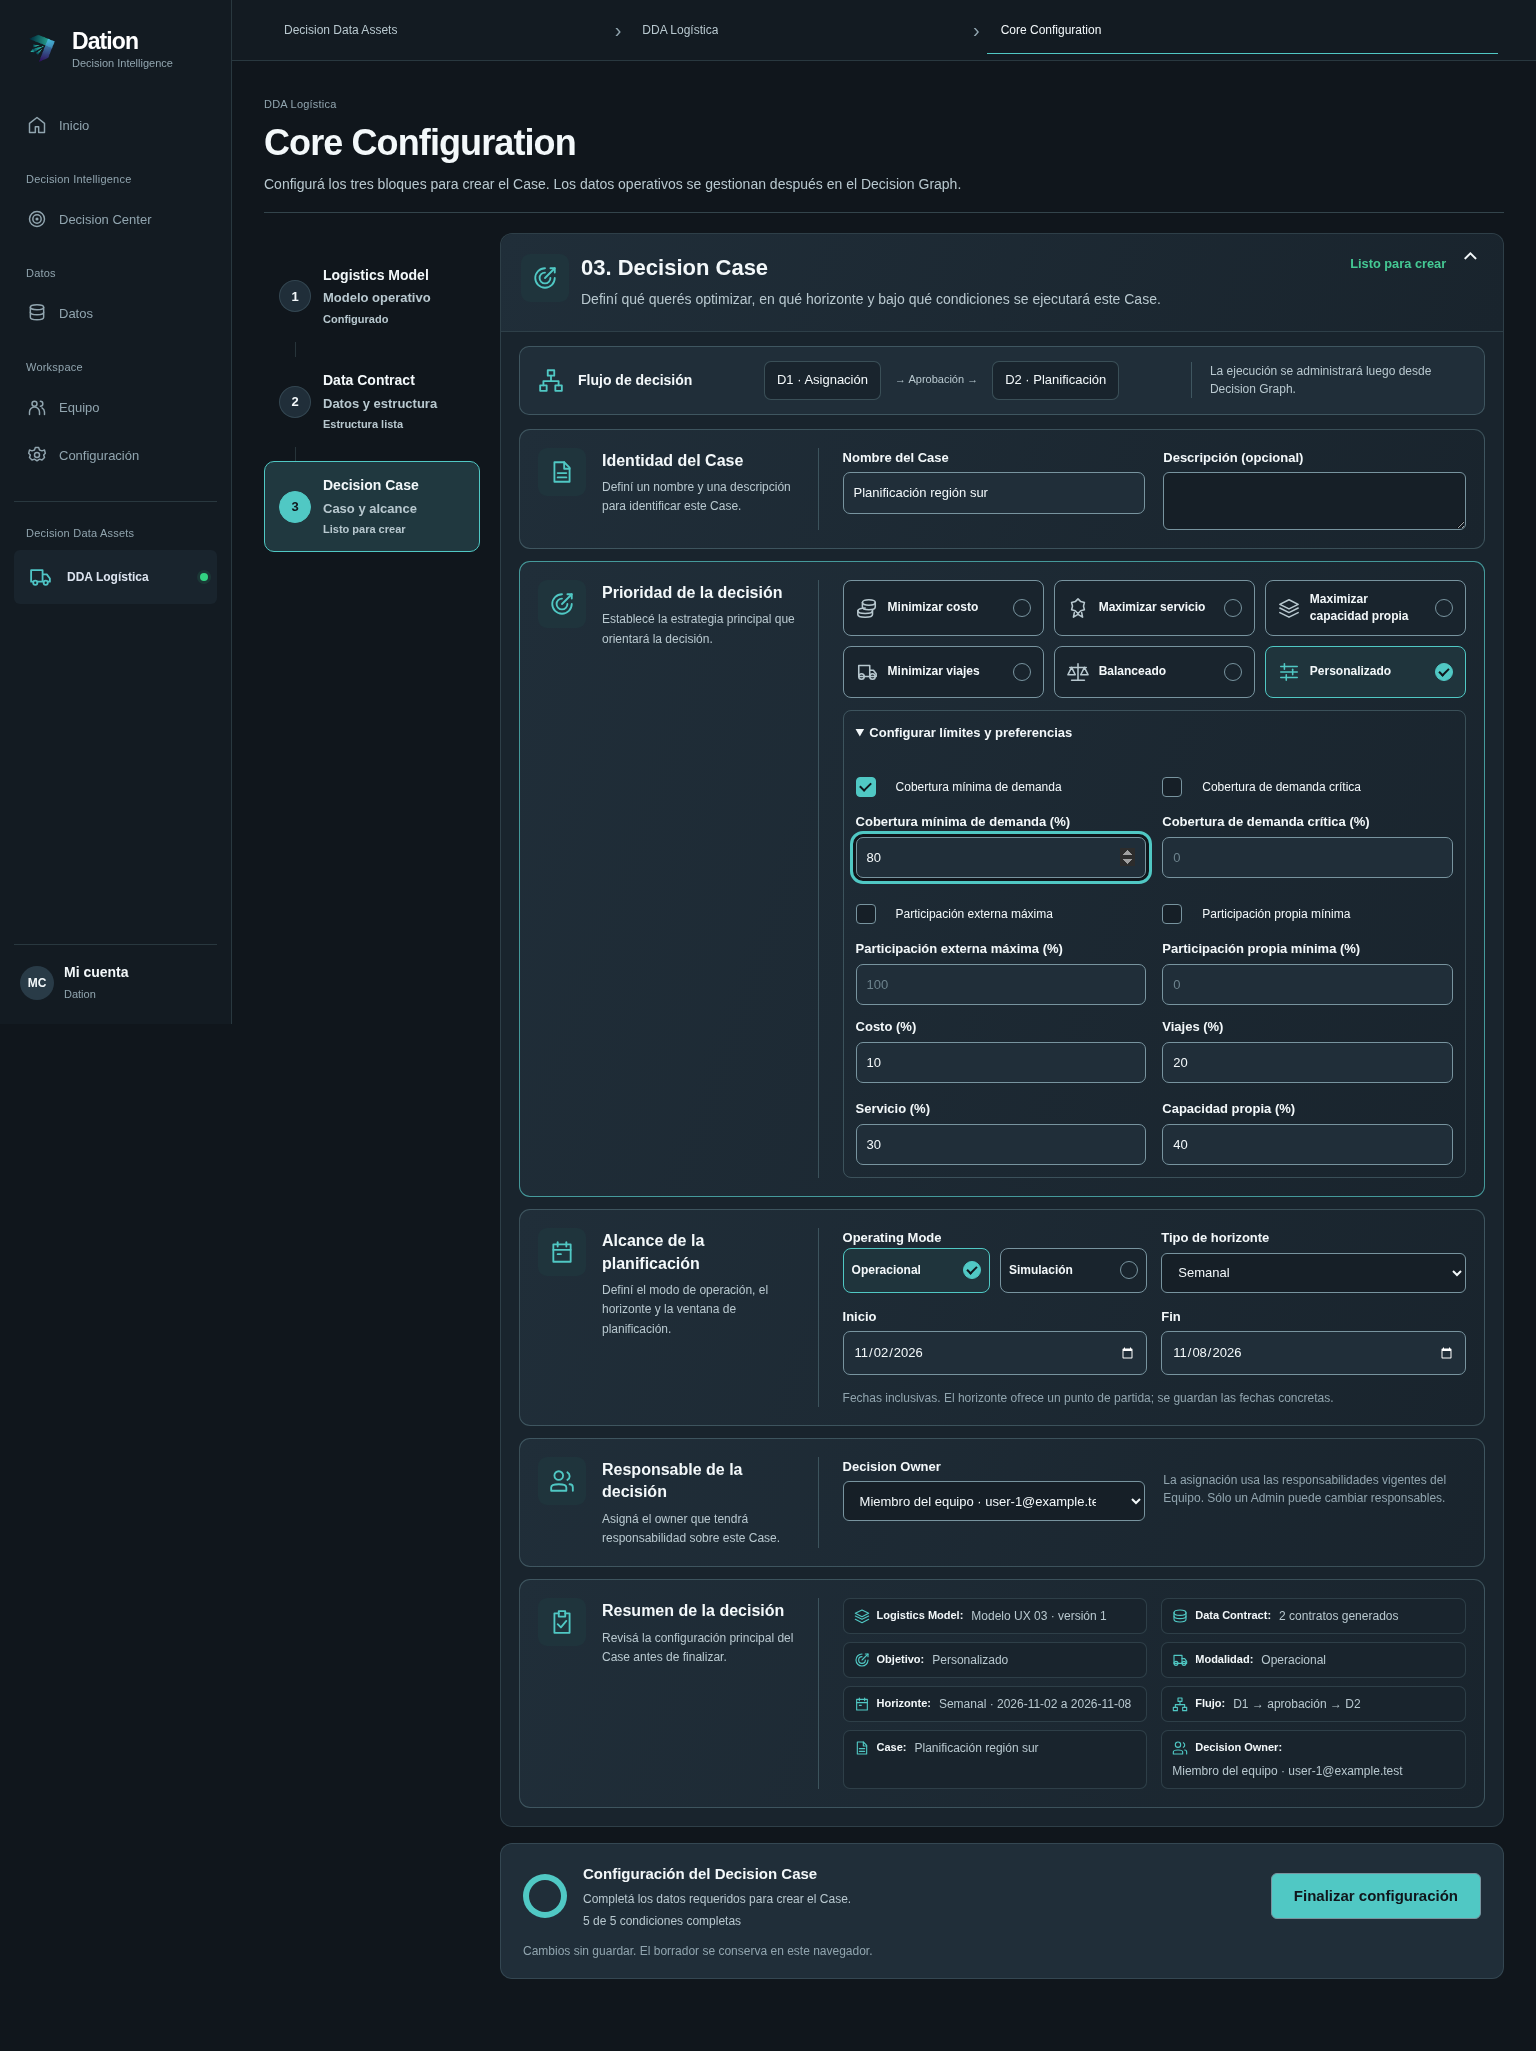 Dation
Decision Intelligence
Inicio
Decision Intelligence
Decision Center
Datos
Datos
Workspace
Equipo
Configuración
Decision Data Assets
DDA Logística
MC
Mi cuenta
Dation
Decision Data Assets › DDA Logística › Core Configuration
DDA Logística
Core Configuration
Configurá los tres bloques para crear el Case. Los datos operativos se gestionan después en el Decision Graph.
1
Logistics Model
Modelo operativo
Configurado
2
Data Contract
Datos y estructura
Estructura lista
3
Decision Case
Caso y alcance
Listo para crear
03. Decision Case
Definí qué querés optimizar, en qué horizonte y bajo qué condiciones se ejecutará este Case.
Listo para crear
Flujo de decisión
D1 · Asignación
→ Aprobación →
D2 · Planificación
La ejecución se administrará luego desde
Decision Graph.
Identidad del Case
Definí un nombre y una descripción
para identificar este Case.
Nombre del Case
Planificación región sur
Descripción (opcional)
Prioridad de la decisión
Establecé la estrategia principal que
orientará la decisión.
Minimizar costo
Maximizar servicio
Maximizar
capacidad propia
Minimizar viajes
Balanceado
Personalizado
▼ Configurar límites y preferencias
Cobertura mínima de demanda
Cobertura de demanda crítica
Cobertura mínima de demanda (%)
Cobertura de demanda crítica (%)
80
0
Participación externa máxima
Participación propia mínima
Participación externa máxima (%)
Participación propia mínima (%)
100
0
Costo (%)
Viajes (%)
10
20
Servicio (%)
Capacidad propia (%)
30
40
Alcance de la
planificación
Definí el modo de operación, el
horizonte y la ventana de
planificación.
Operating Mode
Operacional
Simulación
Tipo de horizonte
Semanal
Inicio
11/02/2026
Fin
11/08/2026
Fechas inclusivas. El horizonte ofrece un punto de partida; se guardan las fechas concretas.
Responsable de la
decisión
Asigná el owner que tendrá
responsabilidad sobre este Case.
Decision Owner
Miembro del equipo · user-1@example.te
La asignación usa las responsabilidades vigentes del
Equipo. Sólo un Admin puede cambiar responsables.
Resumen de la decisión
Revisá la configuración principal del
Case antes de finalizar.
Logistics Model: Modelo UX 03 · versión 1
Data Contract: 2 contratos generados
Objetivo: Personalizado
Modalidad: Operacional
Horizonte: Semanal · 2026-11-02 a 2026-11-08
Flujo: D1 → aprobación → D2
Case: Planificación región sur
Decision Owner:
Miembro del equipo · user-1@example.test
Configuración del Decision Case
Completá los datos requeridos para crear el Case.
5 de 5 condiciones completas
Finalizar configuración
Cambios sin guardar. El borrador se conserva en este navegador.